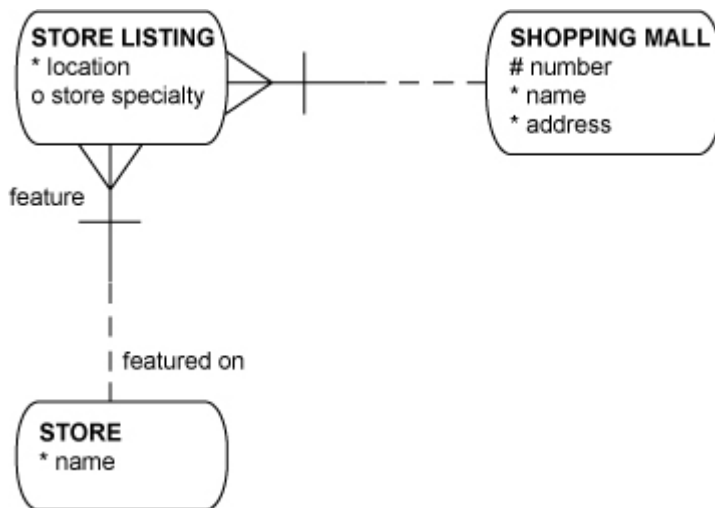 STORE LISTING
* location
o store specialty
SHOPPING MALL
# number
* name
* address
feature
featured on
STORE
* name